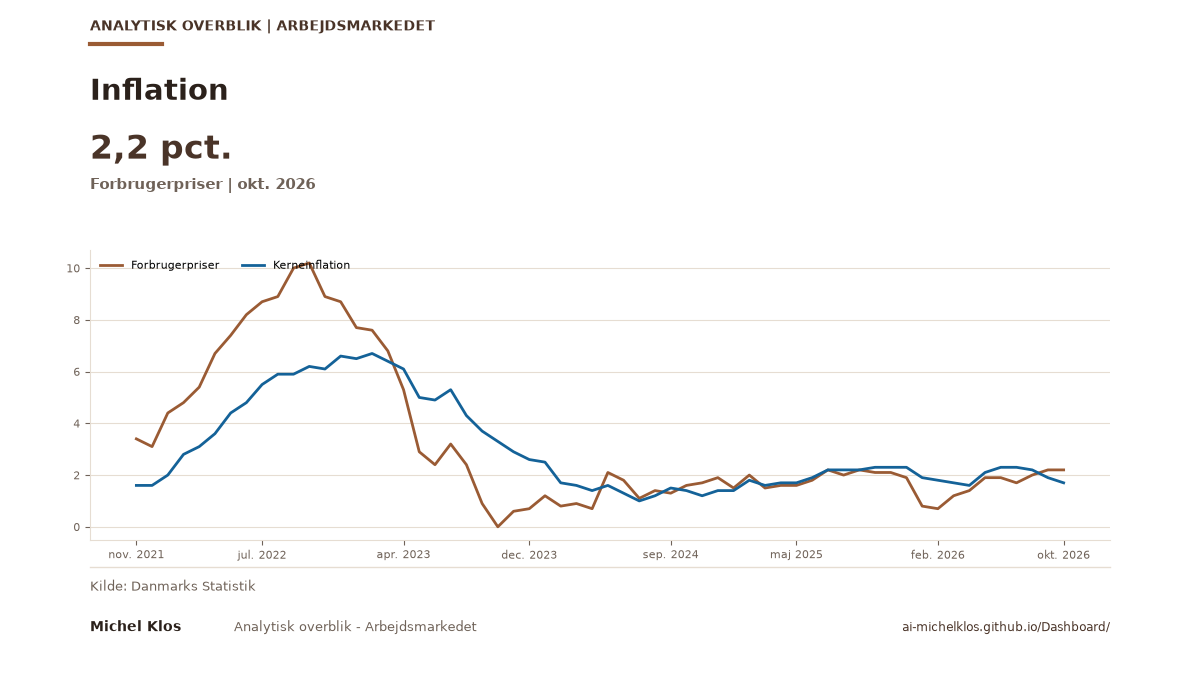 ANALYTISK OVERBLIK | ARBEJDSMARKEDET
Inflation
2,2 pct.
Forbrugerpriser | okt. 2026
Forbrugerpriser
Kerneinflation
10
8
6
4
2
0
nov. 2021
jul. 2022
apr. 2023
dec. 2023
sep. 2024
maj 2025
feb. 2026
okt. 2026
Kilde: Danmarks Statistik
Michel Klos
Analytisk overblik - Arbejdsmarkedet
ai-michelklos.github.io/Dashboard/